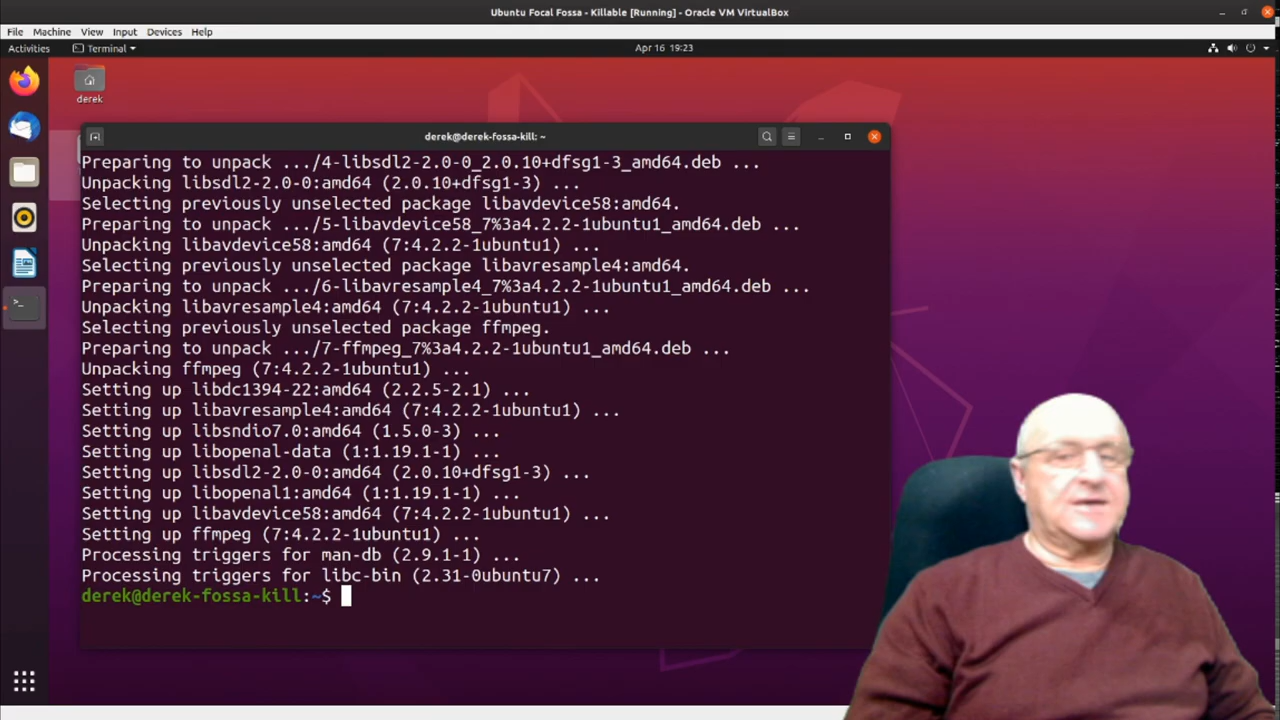 Ubuntu Focal Fossa - Killable [Running] - Oracle VM VirtualBox
File Machine View Input Devices Help
Activities Terminal Apr 16 19:23
derek
derek@derek-fossa-kill: ~
Preparing to unpack .../4-libsdl2-2.0-0_2.0.10+dfsg1-3_amd64.deb ...
Unpacking libsdl2-2.0-0:amd64 (2.0.10+dfsg1-3) ...
Selecting previously unselected package libavdevice58:amd64.
Preparing to unpack .../5-libavdevice58_7%3a4.2.2-1ubuntu1_amd64.deb ...
Unpacking libavdevice58:amd64 (7:4.2.2-1ubuntu1) ...
Selecting previously unselected package libavresample4:amd64.
Preparing to unpack .../6-libavresample4_7%3a4.2.2-1ubuntu1_amd64.deb ...
Unpacking libavresample4:amd64 (7:4.2.2-1ubuntu1) ...
Selecting previously unselected package ffmpeg.
Preparing to unpack .../7-ffmpeg_7%3a4.2.2-1ubuntu1_amd64.deb ...
Unpacking ffmpeg (7:4.2.2-1ubuntu1) ...
Setting up libdc1394-22:amd64 (2.2.5-2.1) ...
Setting up libavresample4:amd64 (7:4.2.2-1ubuntu1) ...
Setting up libsndio7.0:amd64 (1.5.0-3) ...
Setting up libopenal-data (1:1.19.1-1) ...
Setting up libsdl2-2.0-0:amd64 (2.0.10+dfsg1-3) ...
Setting up libopenal1:amd64 (1:1.19.1-1) ...
Setting up libavdevice58:amd64 (7:4.2.2-1ubuntu1) ...
Setting up ffmpeg (7:4.2.2-1ubuntu1) ...
Processing triggers for man-db (2.9.1-1) ...
Processing triggers for libc-bin (2.31-0ubuntu7) ...
derek@derek-fossa-kill:~$